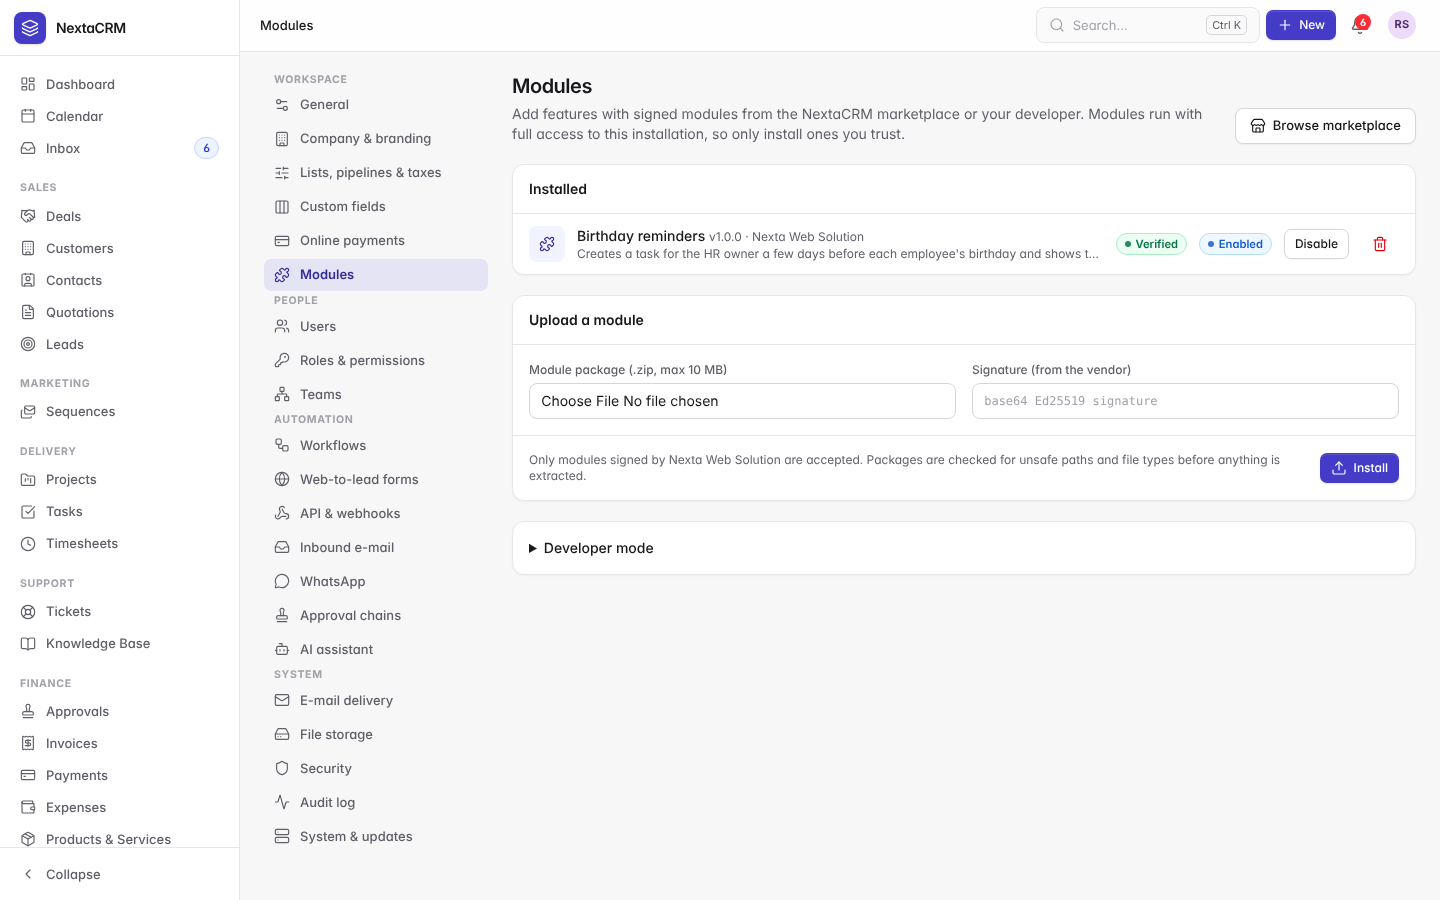 NextaCRM
Modules
Search...
Ctrl K
New
6
RS
Dashboard
Calendar
Inbox
6
SALES
Deals
Customers
Contacts
Quotations
Leads
MARKETING
Sequences
DELIVERY
Projects
Tasks
Timesheets
SUPPORT
Tickets
Knowledge Base
FINANCE
Approvals
Invoices
Payments
Expenses
Products & Services
Collapse
WORKSPACE
General
Company & branding
Lists, pipelines & taxes
Custom fields
Online payments
Modules
PEOPLE
Users
Roles & permissions
Teams
AUTOMATION
Workflows
Web-to-lead forms
API & webhooks
Inbound e-mail
WhatsApp
Approval chains
AI assistant
SYSTEM
E-mail delivery
File storage
Security
Audit log
System & updates
Modules
Add features with signed modules from the NextaCRM marketplace or your developer. Modules run with
full access to this installation, so only install ones you trust.
Browse marketplace
Installed
Birthday reminders v1.0.0 · Nexta Web Solution
Creates a task for the HR owner a few days before each employee's birthday and shows t...
Verified
Enabled
Disable
Upload a module
Module package (.zip, max 10 MB)
Choose File No file chosen
Signature (from the vendor)
base64 Ed25519 signature
Only modules signed by Nexta Web Solution are accepted. Packages are checked for unsafe paths and file types before anything is
extracted.
Install
Developer mode